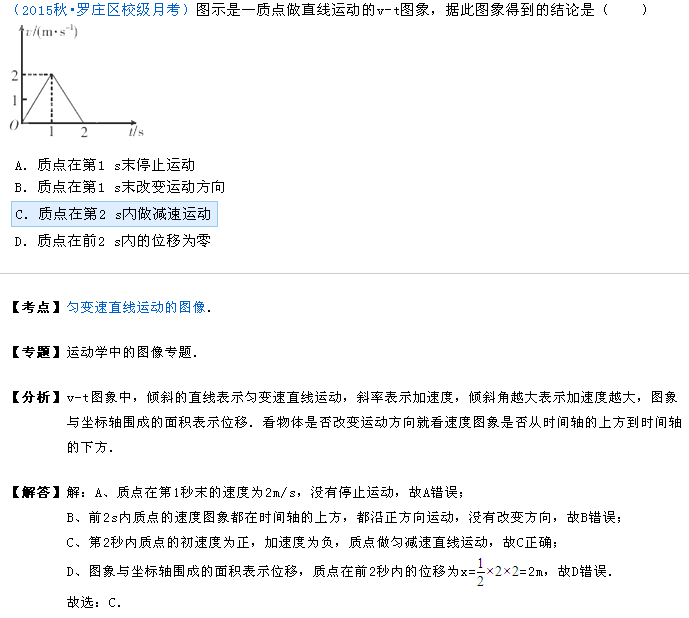 （2015秋•罗庄区校级月考）图示是一质点做直线运动的v-t图象，据此图象得到的结论是（　　）
v/(m·s⁻¹)
2
1
O
1
2
t/s
A．质点在第1 s末停止运动
B．质点在第1 s末改变运动方向
C．质点在第2 s内做减速运动
D．质点在前2 s内的位移为零
【考点】匀变速直线运动的图像．
【专题】运动学中的图像专题．
【分析】v-t图象中，倾斜的直线表示匀变速直线运动，斜率表示加速度，倾斜角越大表示加速度越大，图象
与坐标轴围成的面积表示位移．看物体是否改变运动方向就看速度图象是否从时间轴的上方到时间轴
的下方．
【解答】解：A、质点在第1秒末的速度为2m/s，没有停止运动，故A错误；
B、前2s内质点的速度图象都在时间轴的上方，都沿正方向运动，没有改变方向，故B错误；
C、第2秒内质点的初速度为正，加速度为负，质点做匀减速直线运动，故C正确；
D、图象与坐标轴围成的面积表示位移，质点在前2秒内的位移为x=1/2×2×2=2m，故D错误．
故选：C．